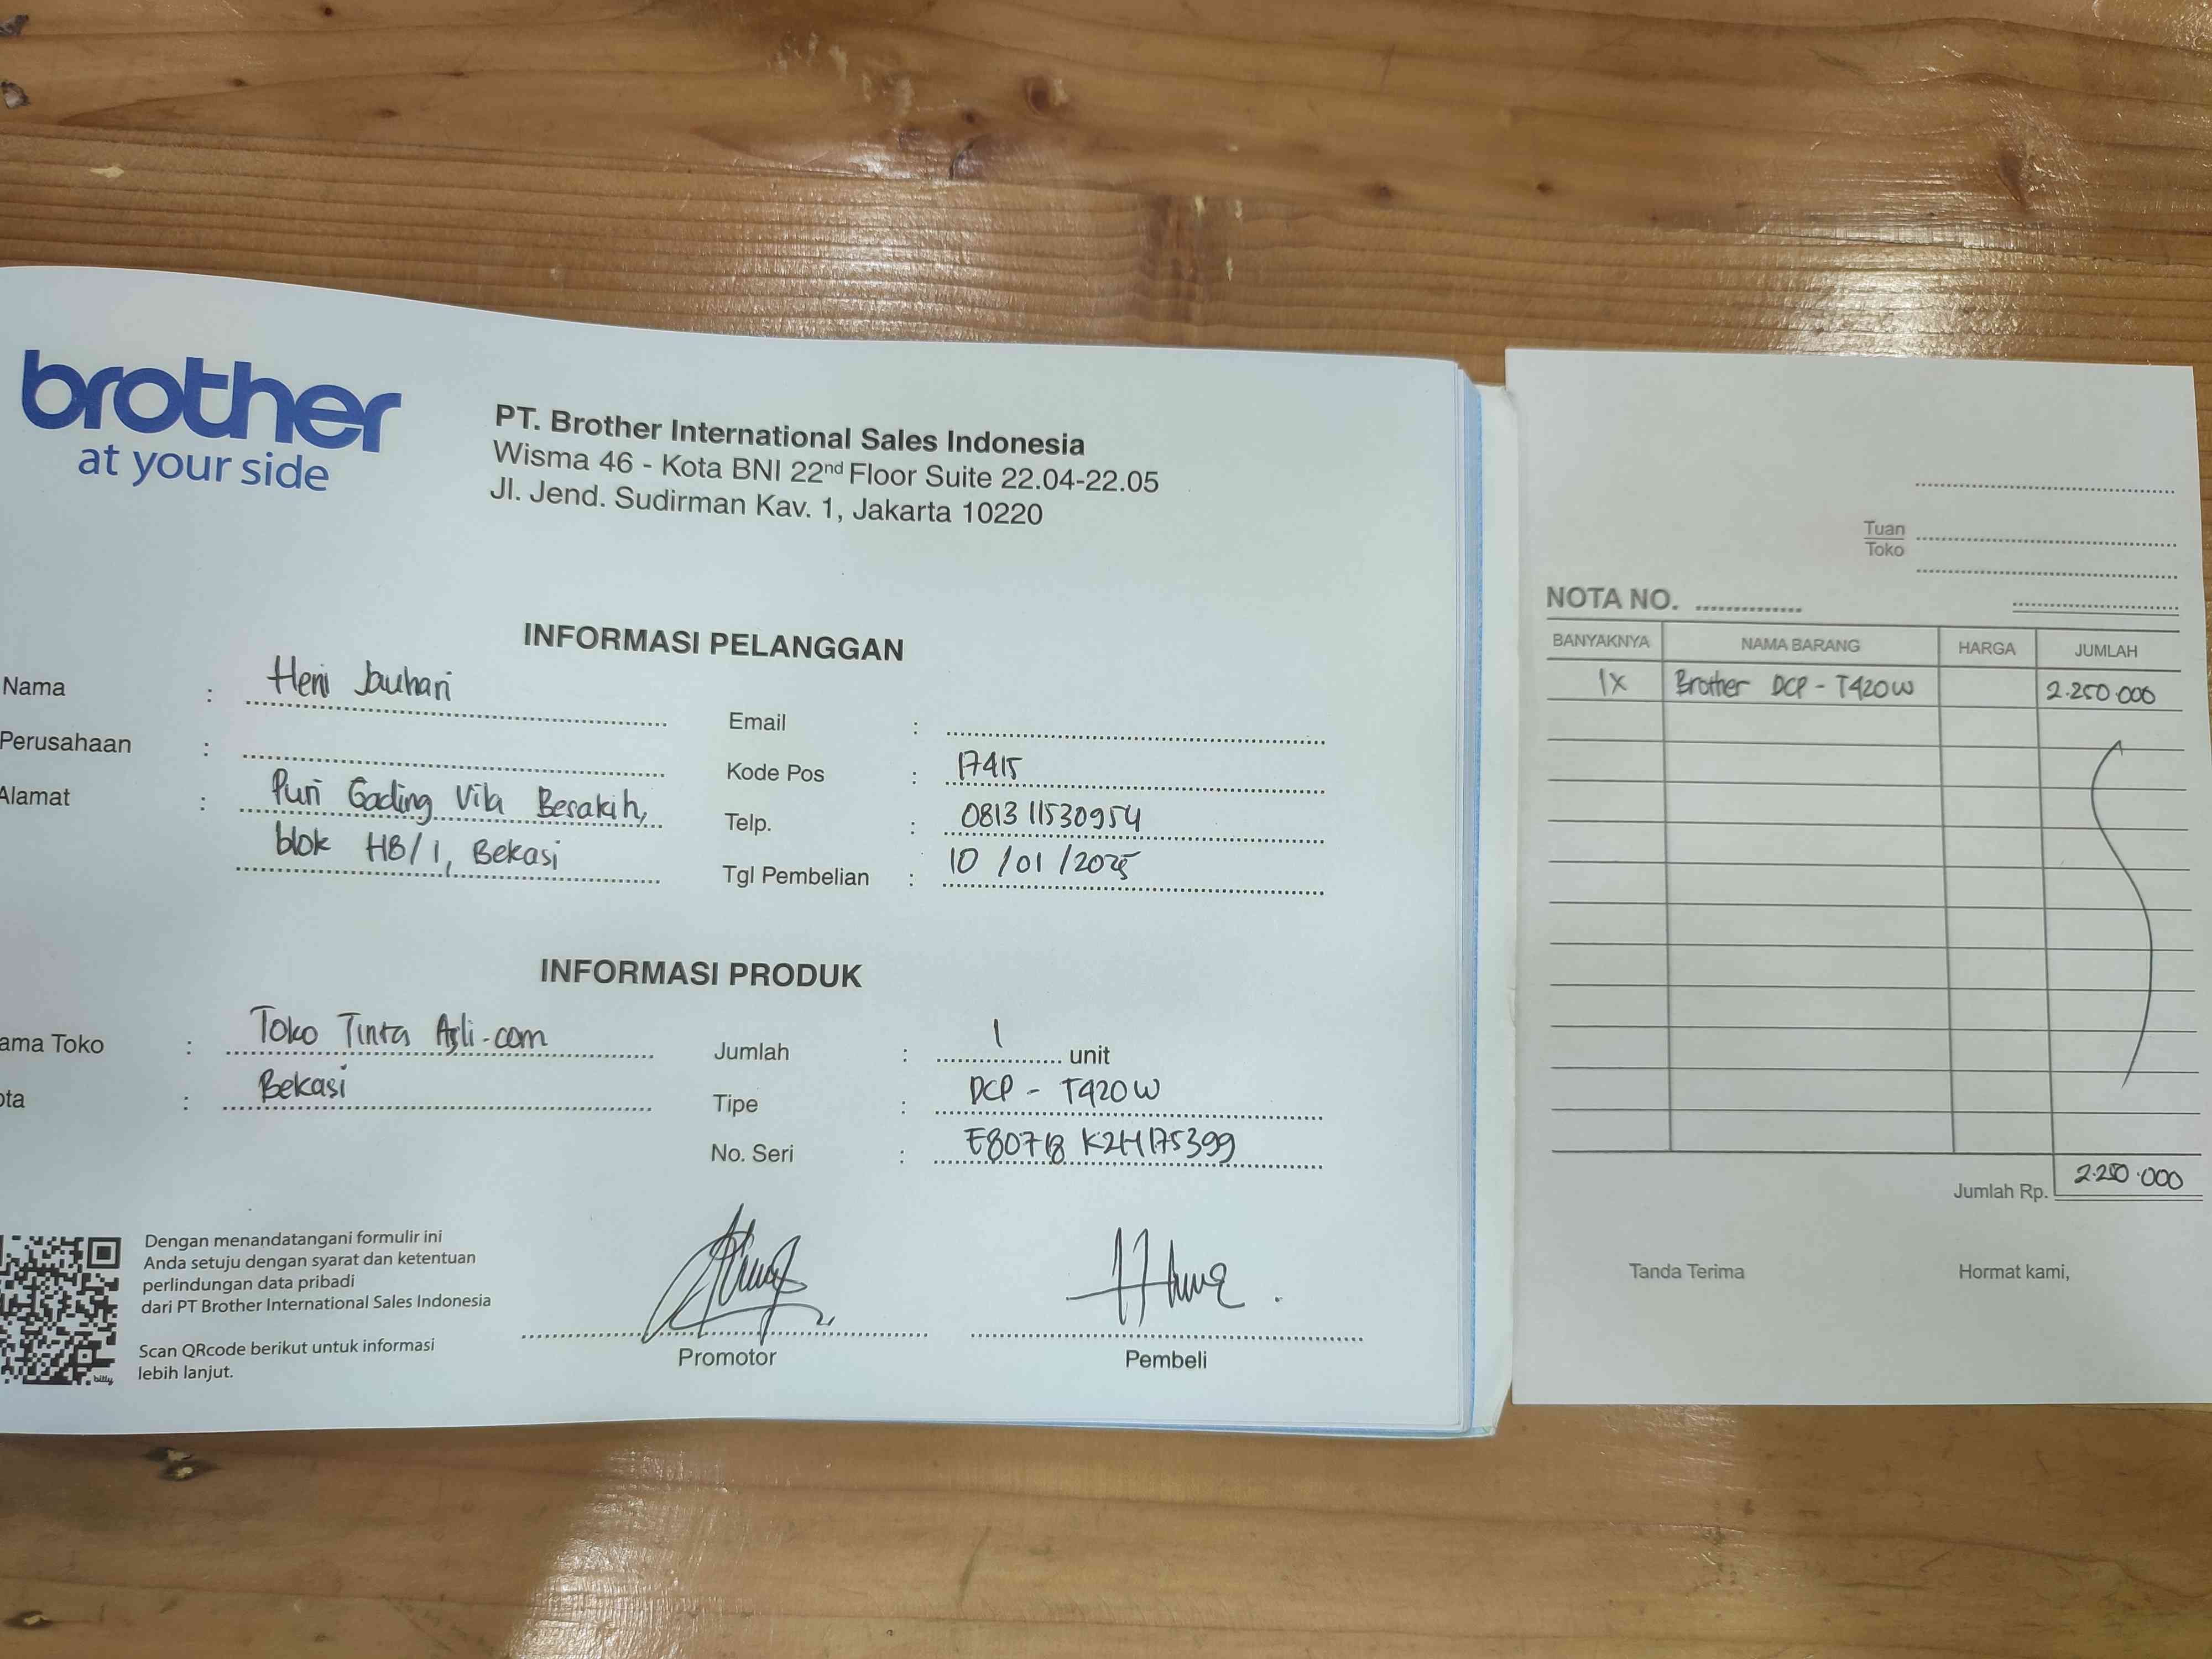 brother
at your side
PT. Brother International Sales Indonesia
Wisma 46 - Kota BNI 22nd Floor Suite 22.04-22.05
Jl. Jend. Sudirman Kav. 1, Jakarta 10220
INFORMASI PELANGGAN
Nama : Heni Jauhari
Perusahaan :
Alamat : Puri Gading Vila Besakih,
blok H8/1, Bekasi
Email :
Kode Pos : 17415
Telp. : 0813 11530954
Tgl Pembelian : 10 /01 /2025
INFORMASI PRODUK
ama Toko : Toko Tinta Asli.com
ota : Bekasi
Jumlah : 1 unit
Tipe : DCP - T420W
No. Seri :
Dengan menandatangani formulir ini
Anda setuju dengan syarat dan ketentuan
perlindungan data pribadi
dari PT Brother International Sales Indonesia
Scan QRcode berikut untuk informasi
lebih lanjut.
bitly
Promotor
Pembeli
Tuan
Toko
NOTA NO.
BANYAKNYA NAMA BARANG HARGA JUMLAH
1X Brother DCP - T420W 2.250.000
Jumlah Rp. 2.250.000
Tanda Terima Hormat kami,